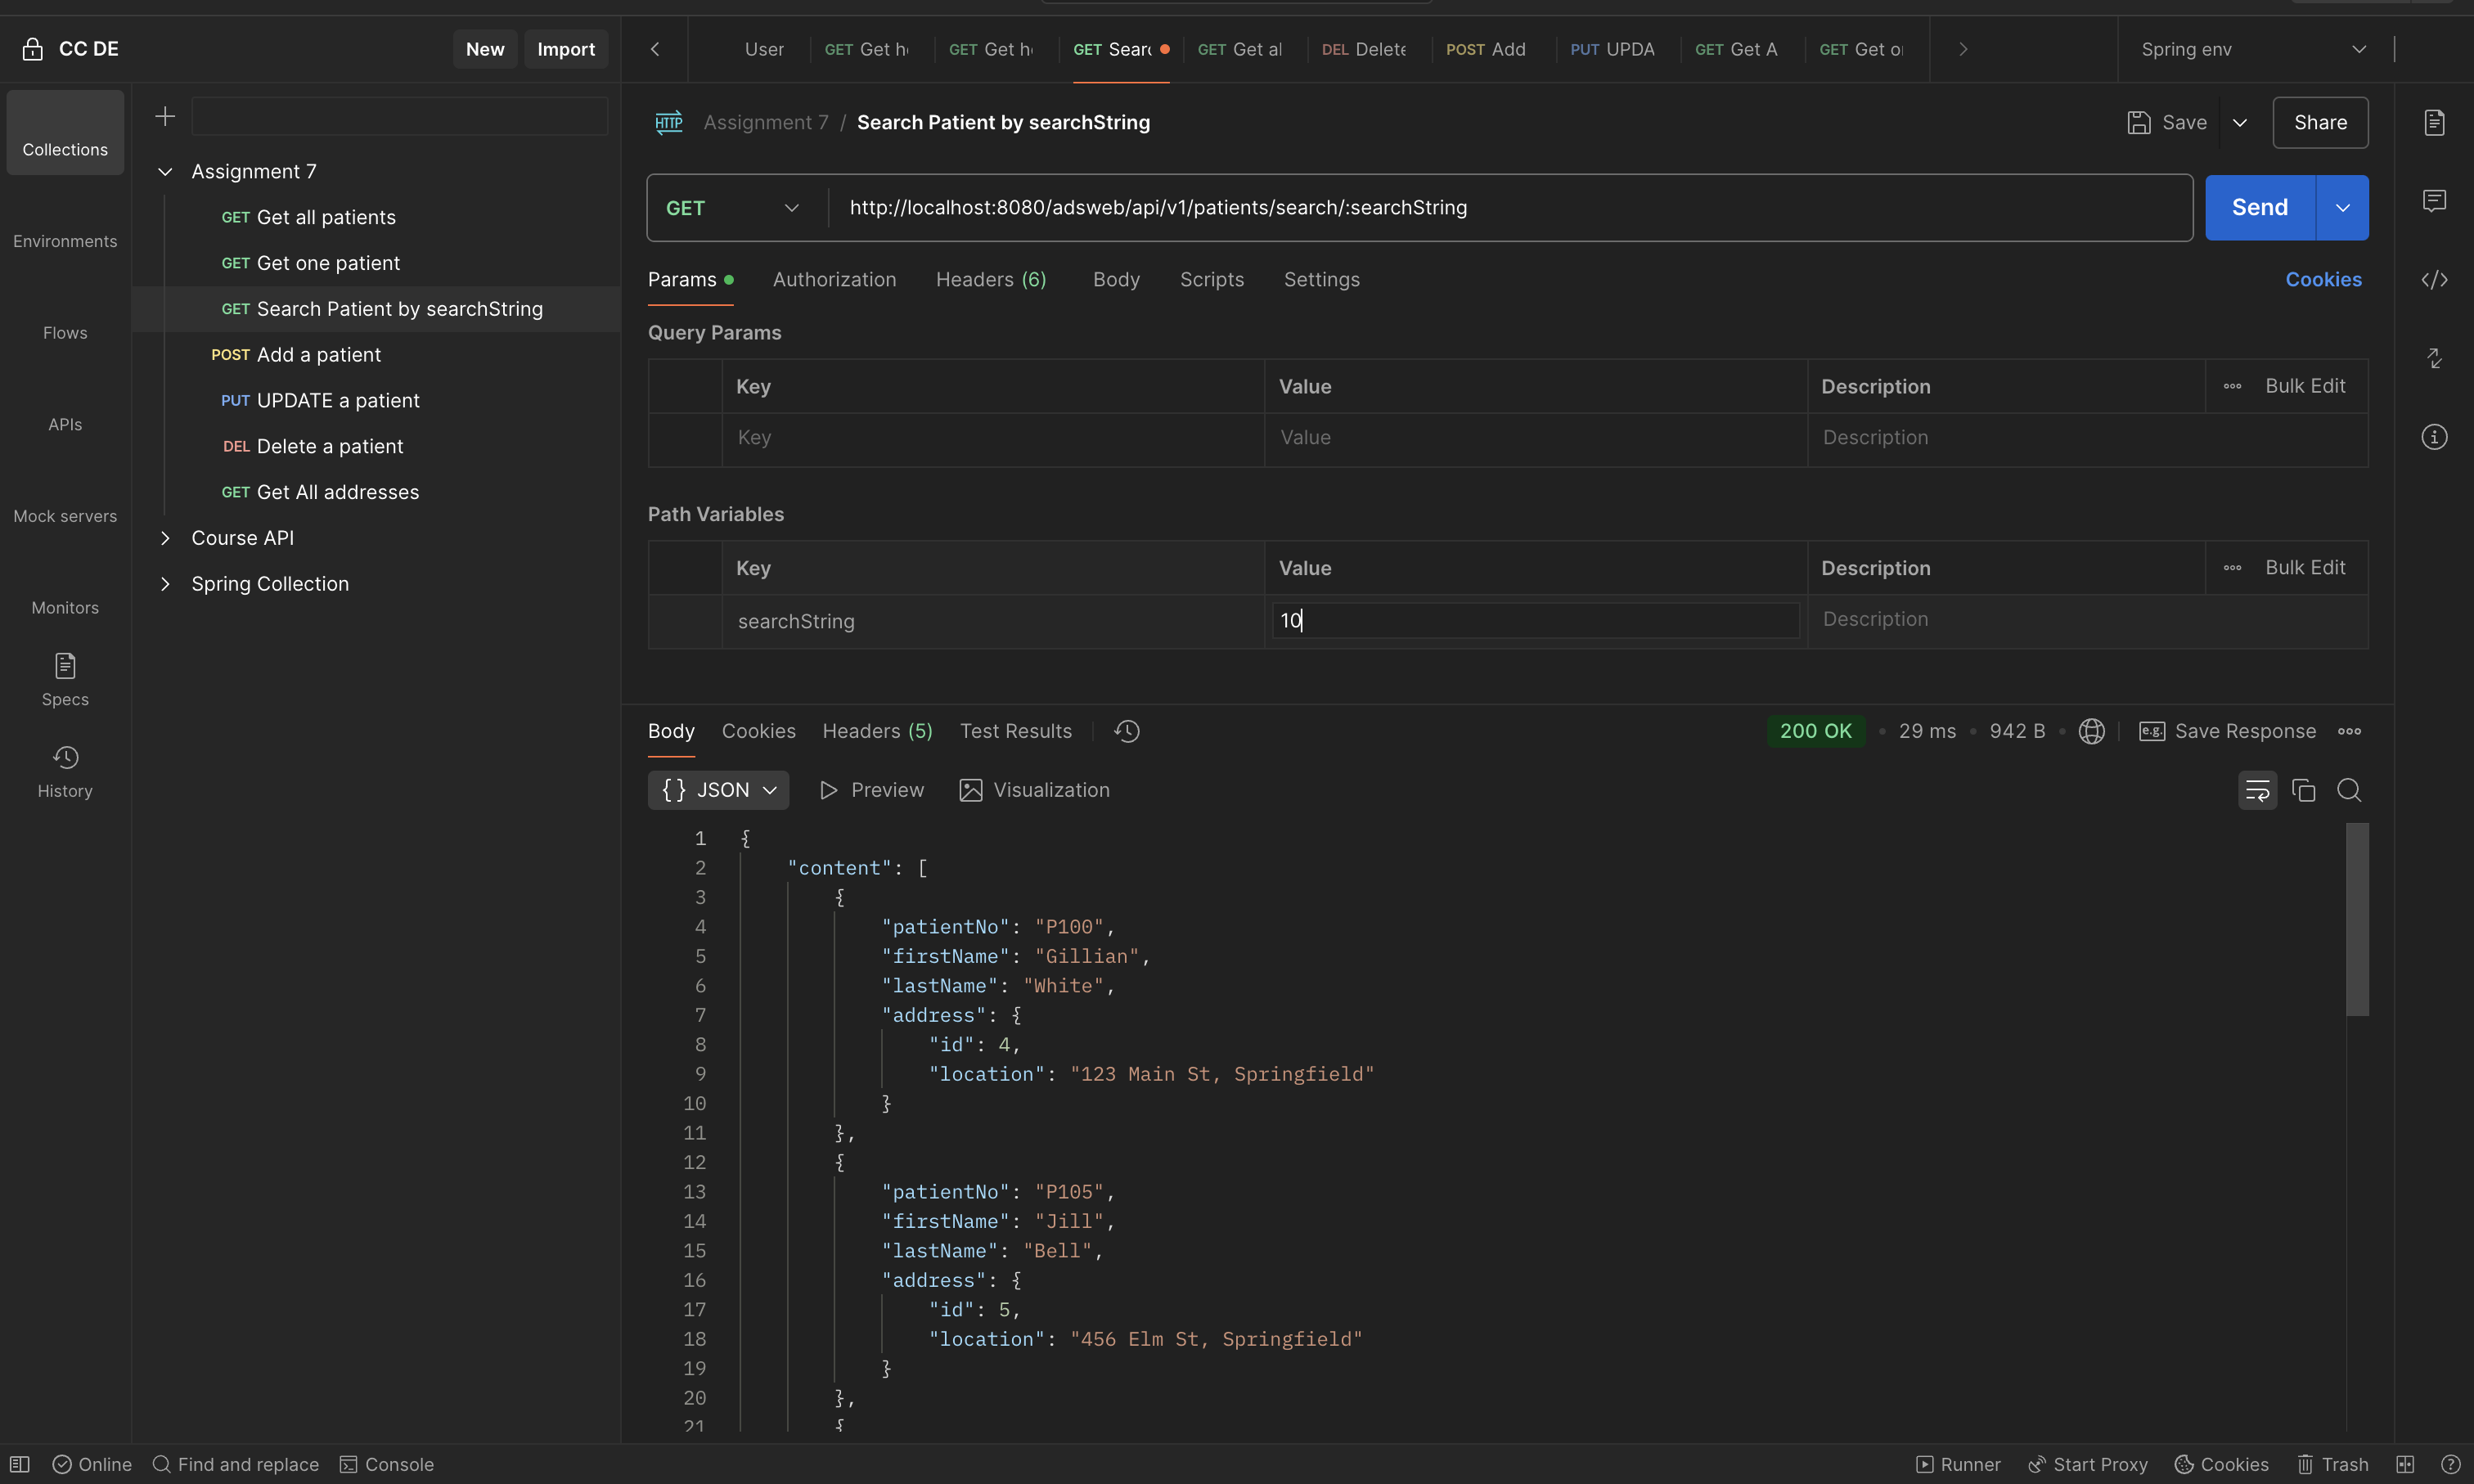 CC DE
New
Import
User
GET Get h
GET Get h
GET Searc
GET Get al
DEL Delete
POST Add
PUT UPDA
GET Get A
GET Get o
Spring env
Collections
Environments
Flows
APIs
Mock servers
Monitors
Specs
History
Assignment 7
GET Get all patients
GET Get one patient
GET Search Patient by searchString
POST Add a patient
PUT UPDATE a patient
DEL Delete a patient
GET Get All addresses
Course API
Spring Collection
HTTP Assignment 7 / Search Patient by searchString
Save
Share
GET http://localhost:8080/adsweb/api/v1/patients/search/:searchString
Send
Params Authorization Headers (6) Body Scripts Settings
Cookies
Query Params
Key Value Description Bulk Edit
Key Value Description
Path Variables
Key Value Description Bulk Edit
searchString 10 Description
Body Cookies Headers (5) Test Results
200 OK • 29 ms • 942 B • e.g. Save Response
{ } JSON Preview Visualization
1 {
2 "content": [
3 {
4 "patientNo": "P100",
5 "firstName": "Gillian",
6 "lastName": "White",
7 "address": {
8 "id": 4,
9 "location": "123 Main St, Springfield"
10 }
11 },
12 {
13 "patientNo": "P105",
14 "firstName": "Jill",
15 "lastName": "Bell",
16 "address": {
17 "id": 5,
18 "location": "456 Elm St, Springfield"
19 }
20 },
21 {
Online Find and replace Console
Runner Start Proxy Cookies Trash